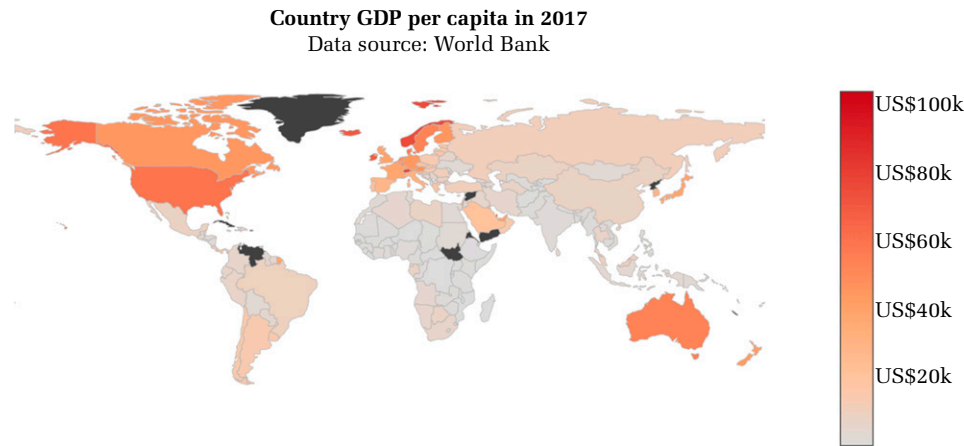 Country GDP per capita in 2017
Data source: World Bank
US$100k
US$80k
US$60k
US$40k
US$20k